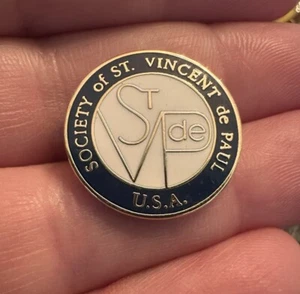 SOCIETY of ST. VINCENT de PAUL
ST
V de P
U.S.A.